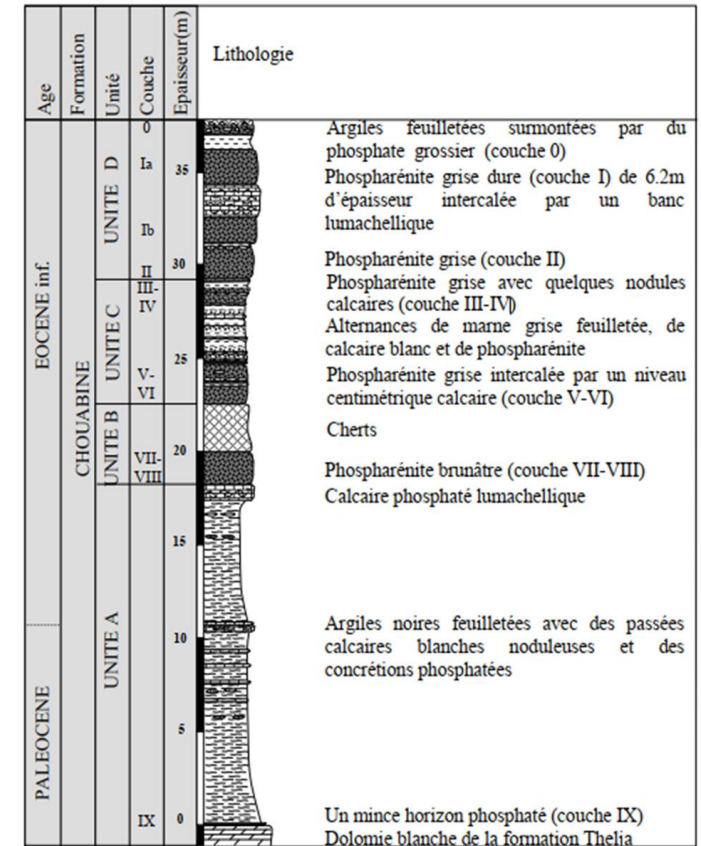 Age
Formation
Unité
Couche
Epaisseur(m)
Lithologie
EOCENE inf.
PALEOCENE
CHOUABINE
UNITE D
UNITE C
UNITE B
UNITE A
0
Ia
Ib
II
III-
IV
V-
VI
VII-
VIII
IX
35
30
25
20
15
10
5
0
Argiles feuilletées surmontées par du
phosphate grossier (couche 0)
Phospharénite grise dure (couche I) de 6.2m
d’épaisseur intercalée par un banc
lumachellique
Phospharénite grise (couche II)
Phospharénite grise avec quelques nodules
calcaires (couche III-IV)
Alternances de marne grise feuilletée, de
calcaire blanc et de phospharénite
Phospharénite grise intercalée par un niveau
centimétrique calcaire (couche V-VI)
Cherts
Phospharénite brunâtre (couche VII-VIII)
Calcaire phosphaté lumachellique
Argiles noires feuilletées avec des passées
calcaires blanches noduleuses et des
concrétions phosphatées
Un mince horizon phosphaté (couche IX)
Dolomie blanche de la formation Thelja